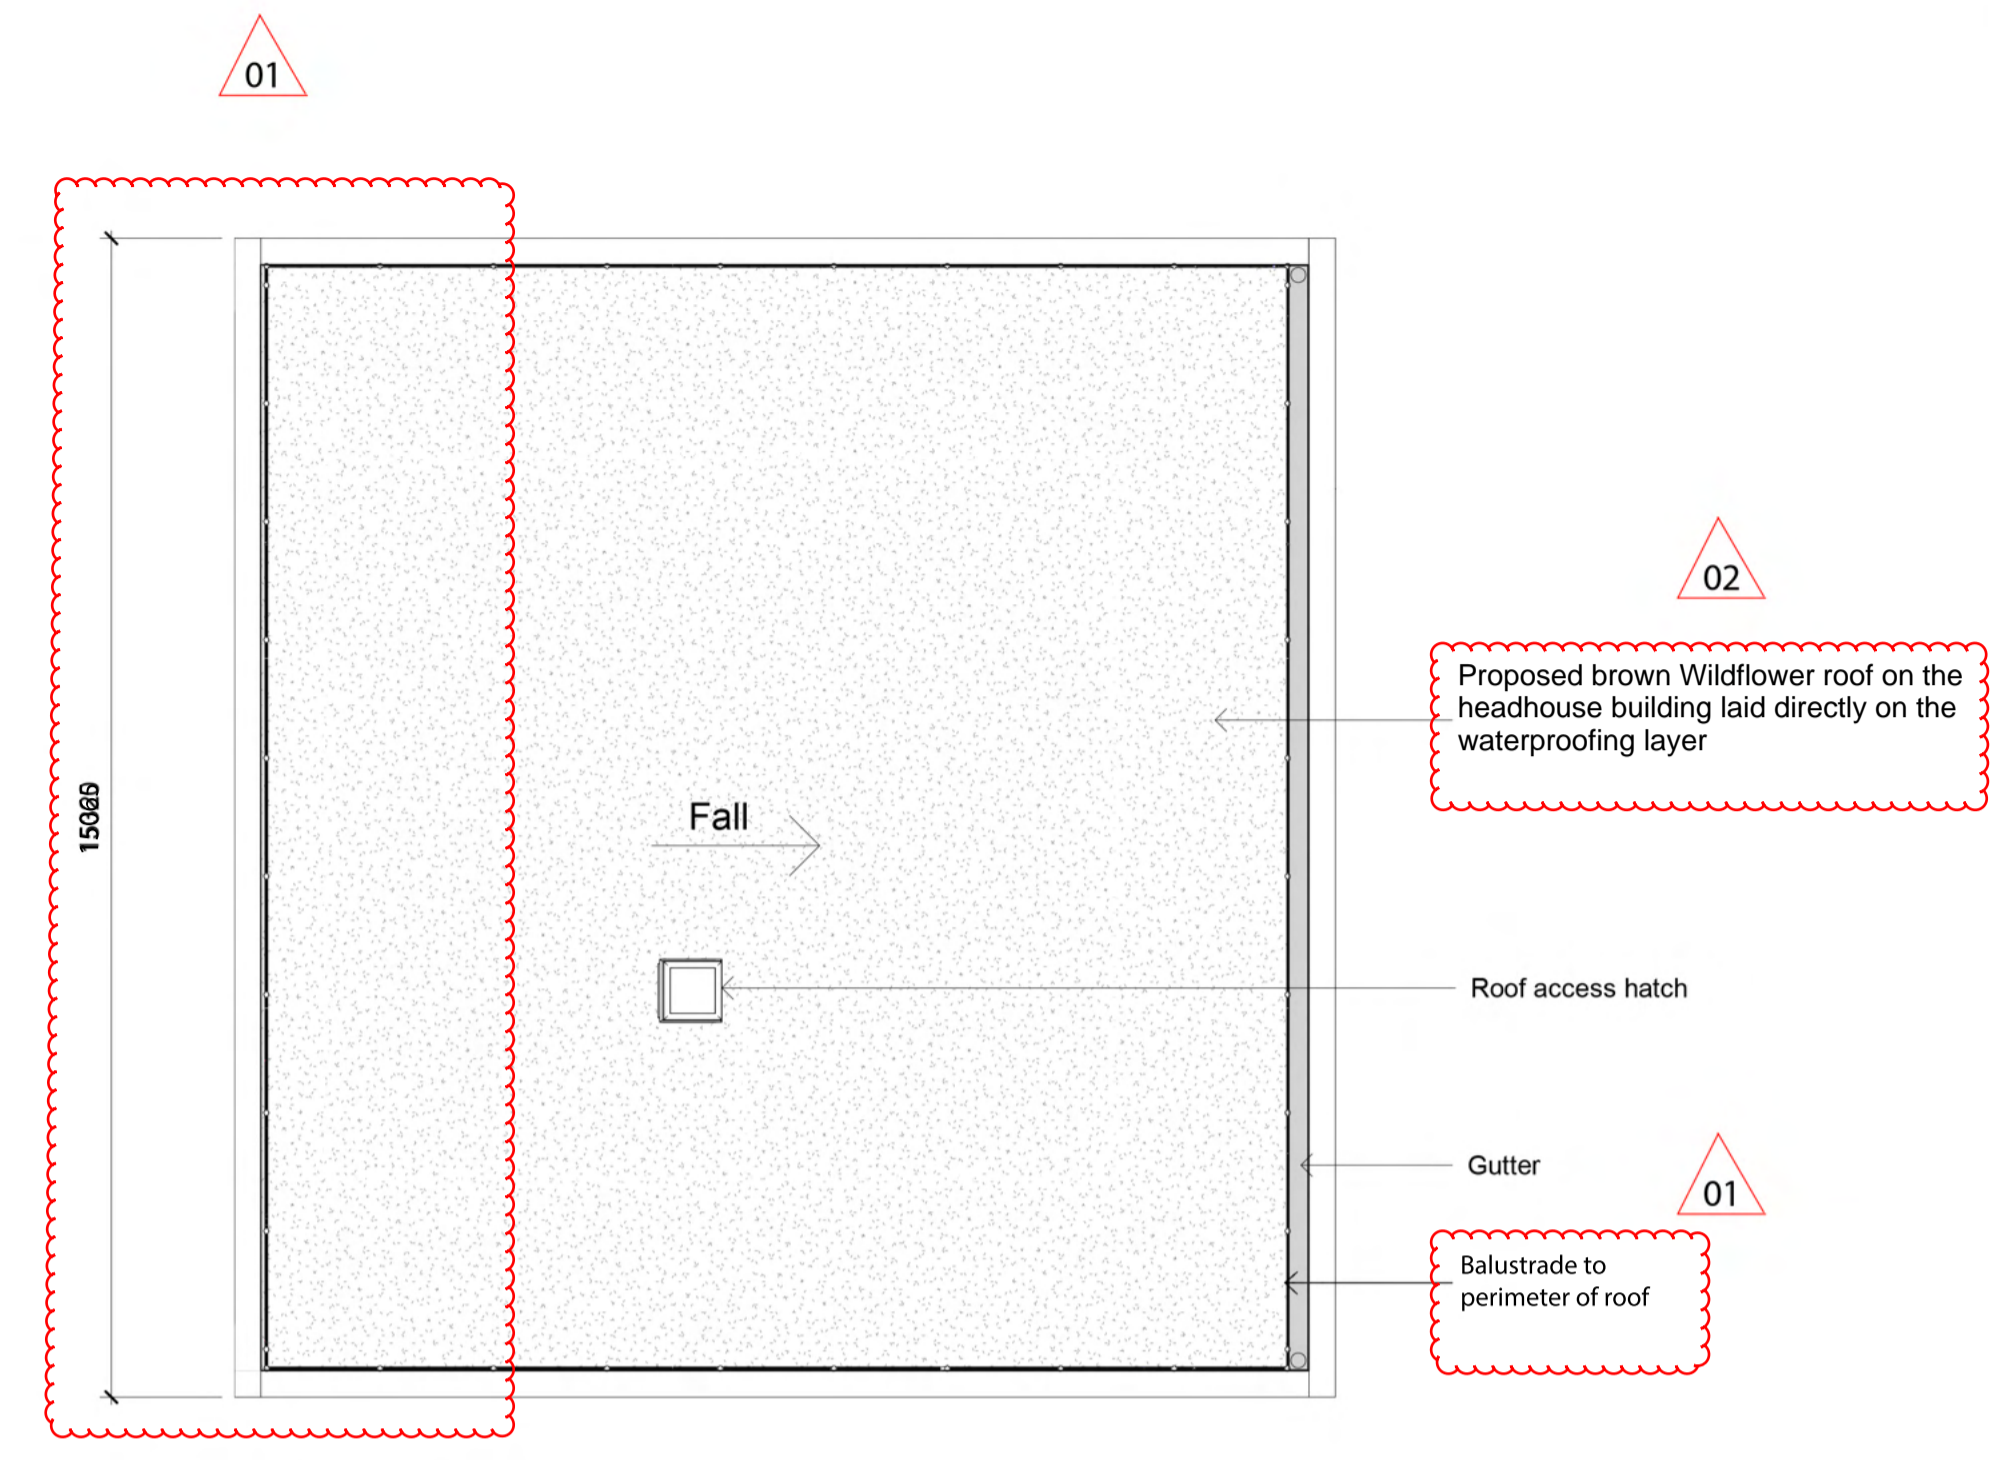 01
02
Proposed brown Wildflower roof on the
headhouse building laid directly on the
waterproofing layer
Fall
Roof access hatch
Gutter
01
Balustrade to
perimeter of roof